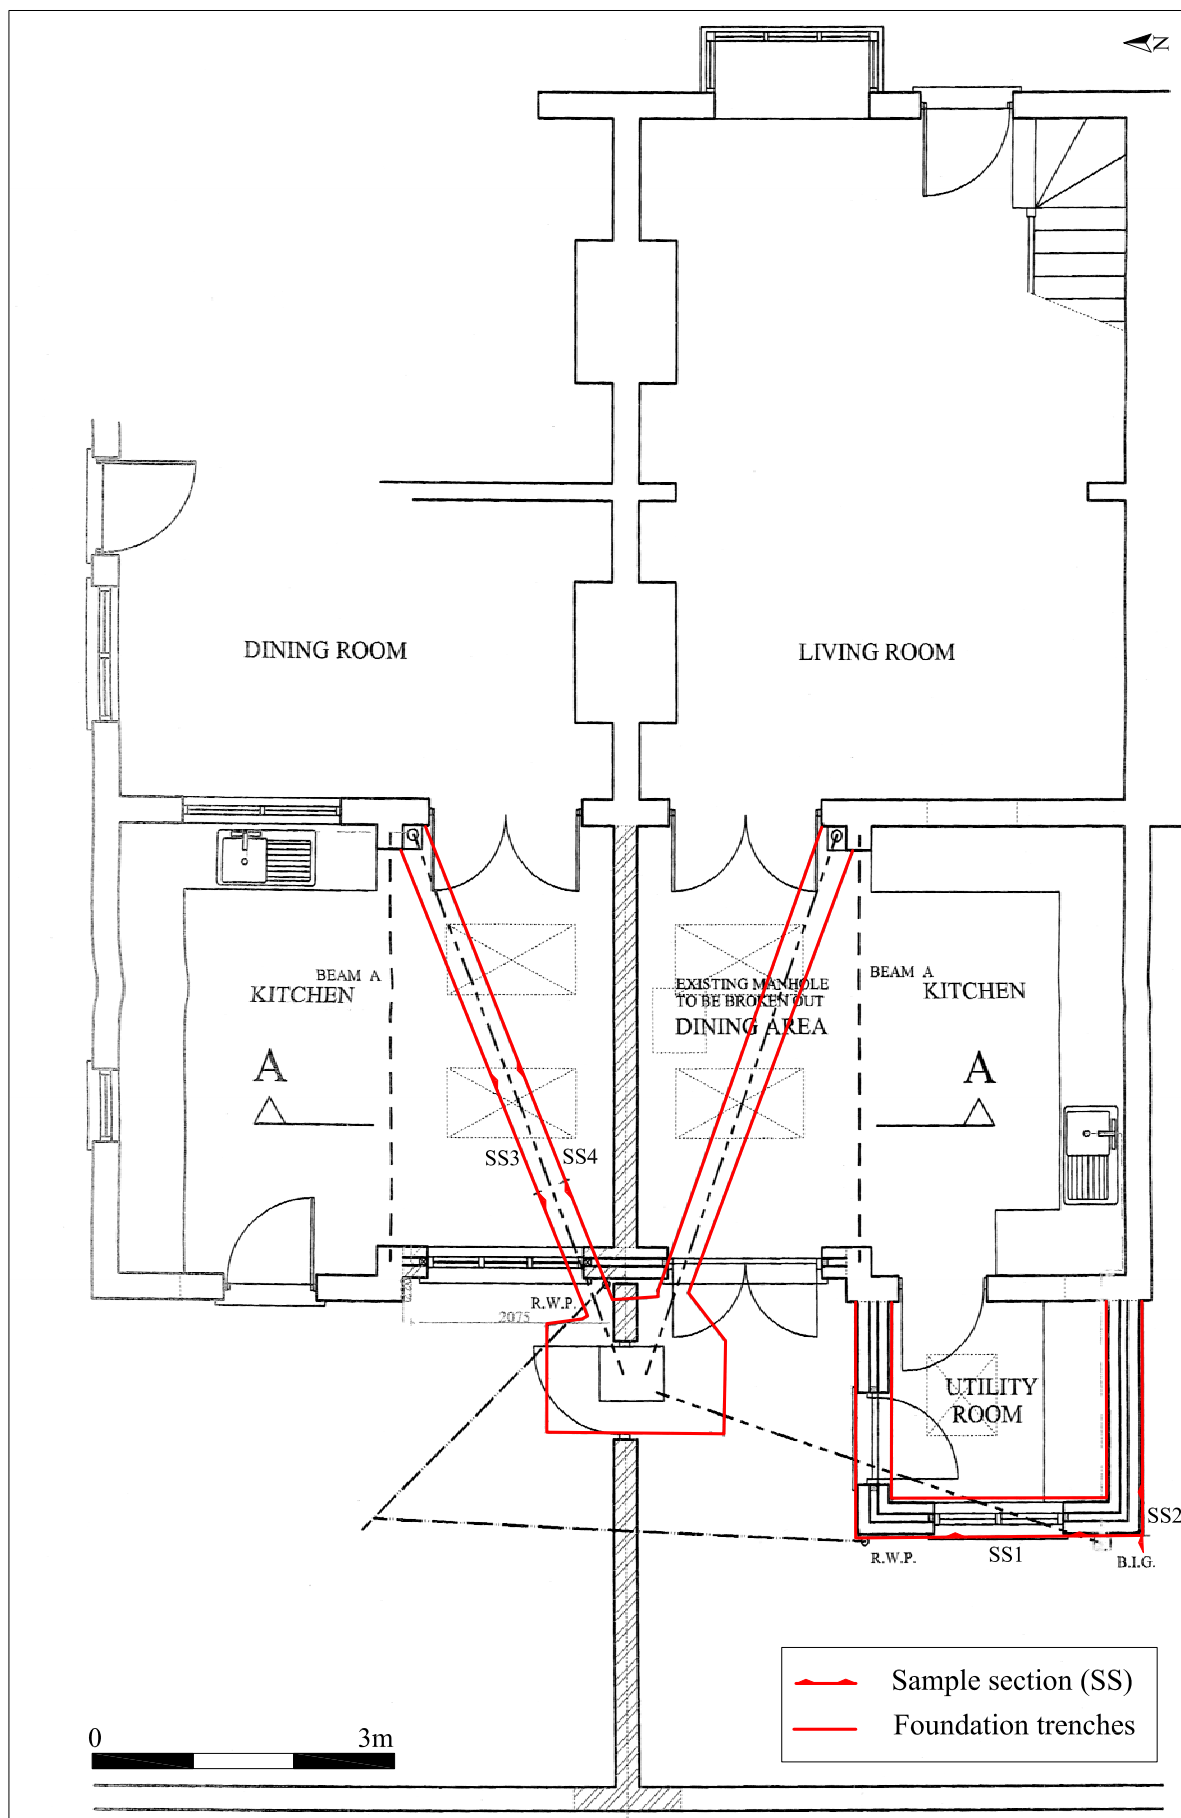 N
DINING ROOM
LIVING ROOM
BEAM A
KITCHEN
EXISTING MANHOLE
TO BE BROKEN OUT
DINING AREA
BEAM A
KITCHEN
A
A
SS3
SS4
R.W.P.
2075
UTILITY
ROOM
SS2
SS1
R.W.P.
B.I.G.
Sample section (SS)
Foundation trenches
0
3m